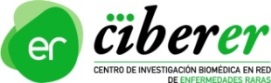 er
ciberer
CENTRO DE INVESTIGACIÓN BIOMÉDICA EN RED
DE ENFERMEDADES RARAS